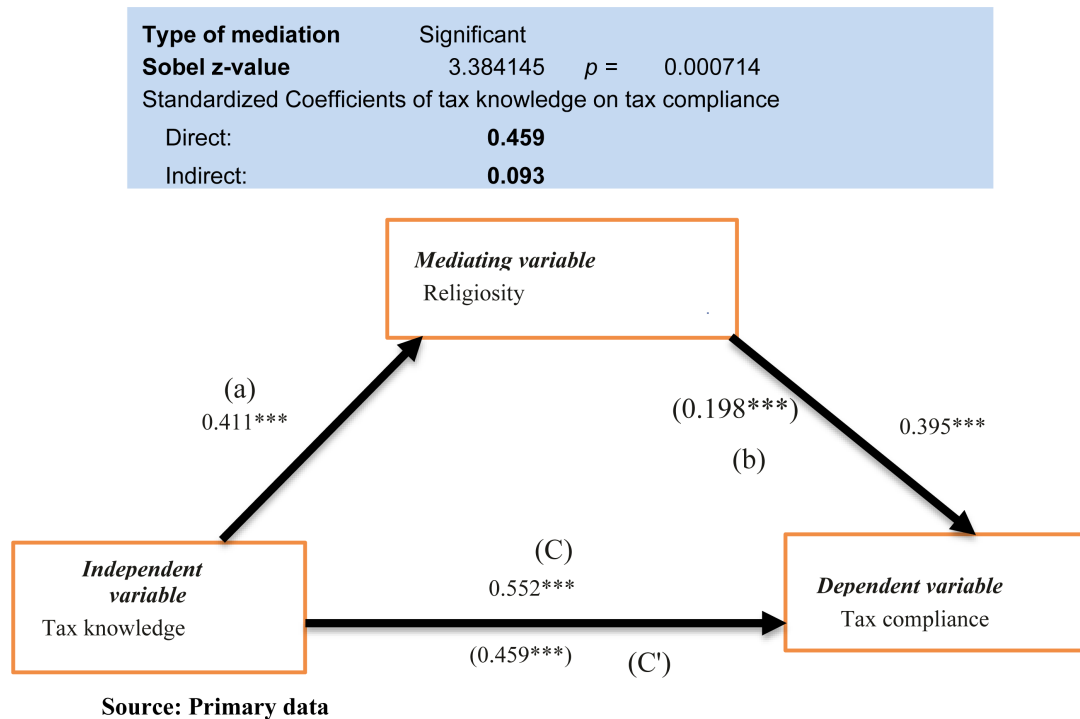 Type of mediation Significant
Sobel z-value 3.384145 p = 0.000714
Standardized Coefficients of tax knowledge on tax compliance
Direct: 0.459
Indirect: 0.093
Mediating variable
Religiosity
(a)
0.411***
(0.198***)
0.395***
(b)
Independent
variable
Tax knowledge
(C)
0.552***
(0.459***)
(C')
Dependent variable
Tax compliance
Source: Primary data